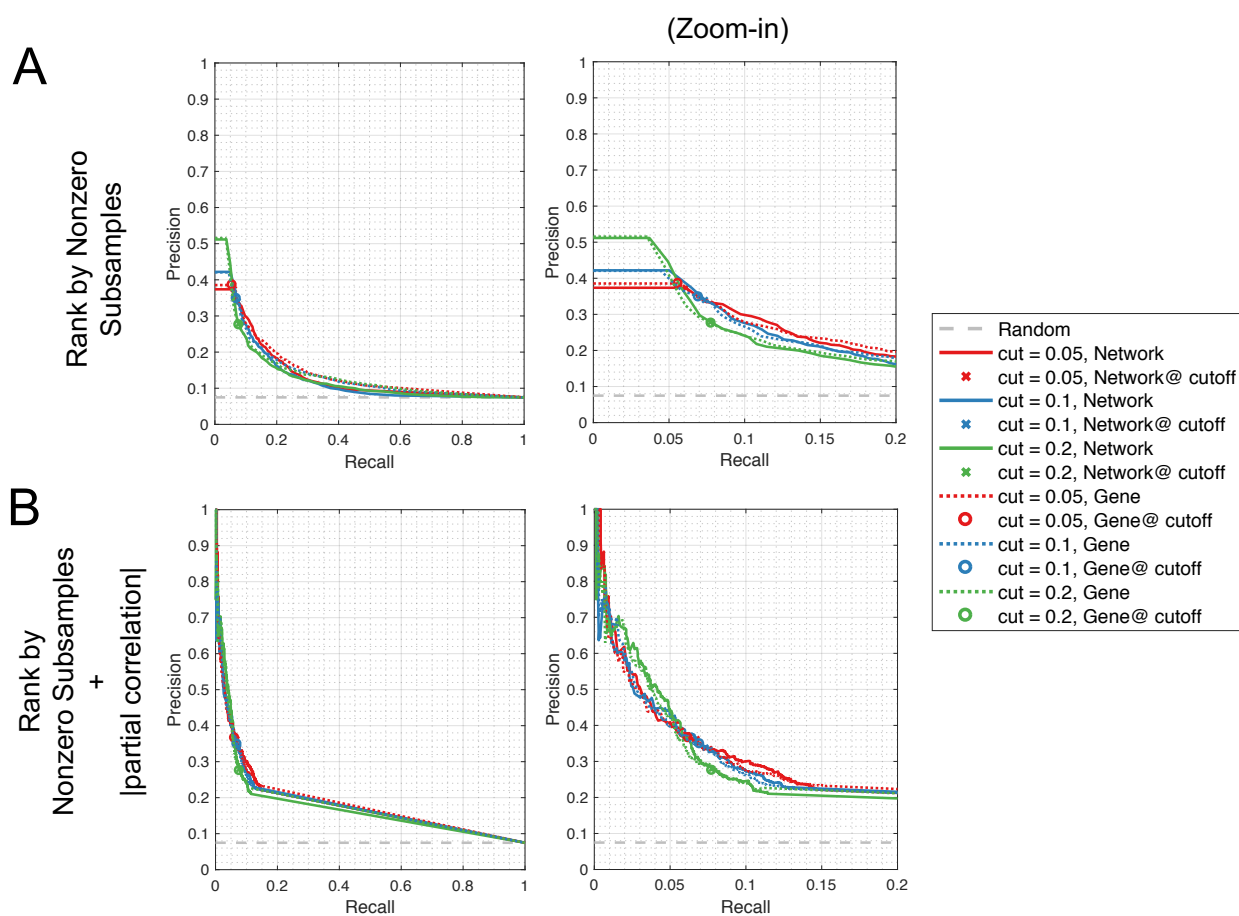 (Zoom-in)
A
Rank by Nonzero
Subsamples
Precision
1
0.9
0.8
0.7
0.6
0.5
0.4
0.3
0.2
0.1
0
0 0.2 0.4 0.6 0.8 1
Recall
Precision
1
0.9
0.8
0.7
0.6
0.5
0.4
0.3
0.2
0.1
0
0 0.05 0.1 0.15 0.2
Recall
Random
cut = 0.05, Network
cut = 0.05, Network@ cutoff
cut = 0.1, Network
cut = 0.1, Network@ cutoff
cut = 0.2, Network
cut = 0.2, Network@ cutoff
cut = 0.05, Gene
cut = 0.05, Gene@ cutoff
cut = 0.1, Gene
cut = 0.1, Gene@ cutoff
cut = 0.2, Gene
cut = 0.2, Gene@ cutoff
B
Rank by
Nonzero Subsamples
+
|partial correlation|
Precision
1
0.9
0.8
0.7
0.6
0.5
0.4
0.3
0.2
0.1
0
0 0.2 0.4 0.6 0.8 1
Recall
Precision
1
0.9
0.8
0.7
0.6
0.5
0.4
0.3
0.2
0.1
0
0 0.05 0.1 0.15 0.2
Recall